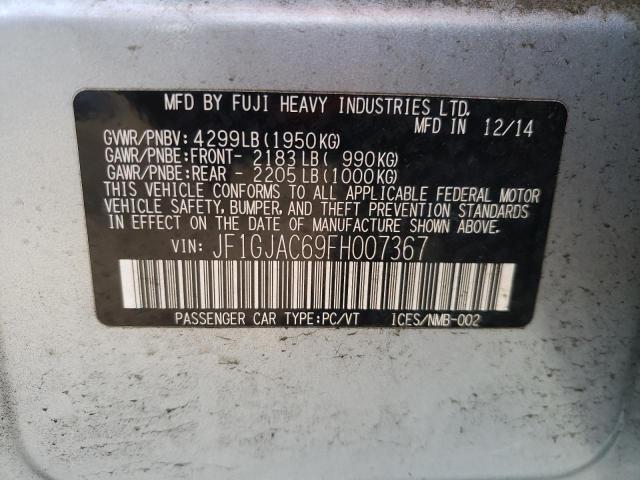 MFD BY FUJI HEAVY INDUSTRIES LTD.
MFD IN 12/14
GVWR/PNBV: 4299LB(1950KG)
GAWR/PNBE:FRONT- 2183LB( 990KG)
GAWR/PNBE:REAR - 2205LB(1000KG)
THIS VEHICLE CONFORMS TO ALL APPLICABLE FEDERAL MOTOR
VEHICLE SAFETY, BUMPER, AND THEFT PREVENTION STANDARDS
IN EFFECT ON THE DATE OF MANUFACTURE SHOWN ABOVE.
VIN: JF1GJAC69FH007367
PASSENGER CAR TYPE:PC/VT ICES/NMB-002